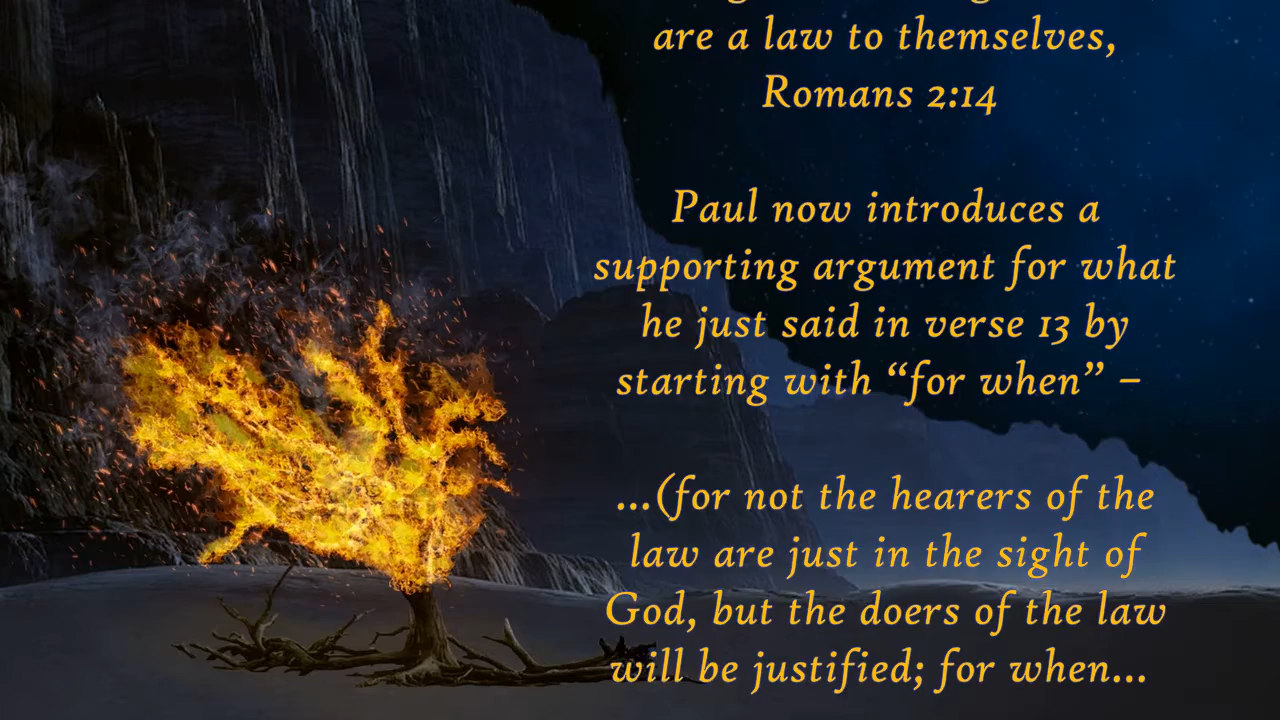 are a law to themselves,
Romans 2:14
Paul now introduces a
supporting argument for what
he just said in verse 13 by
starting with “for when” –
…(for not the hearers of the
law are just in the sight of
God, but the doers of the law
will be justified; for when…